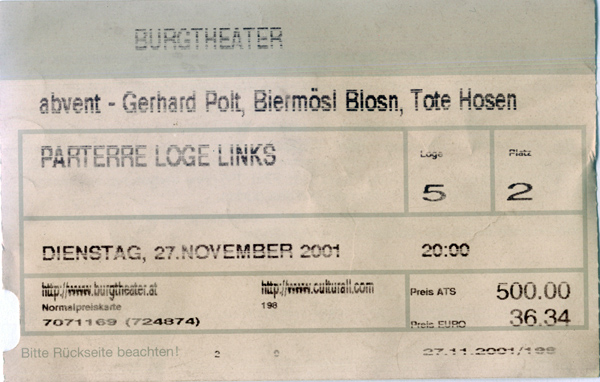 BURGTHEATER
abvent - Gerhard Polt, Biermösl Blosn, Tote Hosen
PARTERRE LOGE LINKS
Loge Platz
5 2
DIENSTAG, 27.NOVEMBER 2001 20:00
http://www.burgtheater.at http://www.culturall.com Preis ATS 500.00
Normalpreiskarte 198
7071169 (724874) Preis EURO 36.34
Bitte Rückseite beachten! 2 0 27.11.2001/198